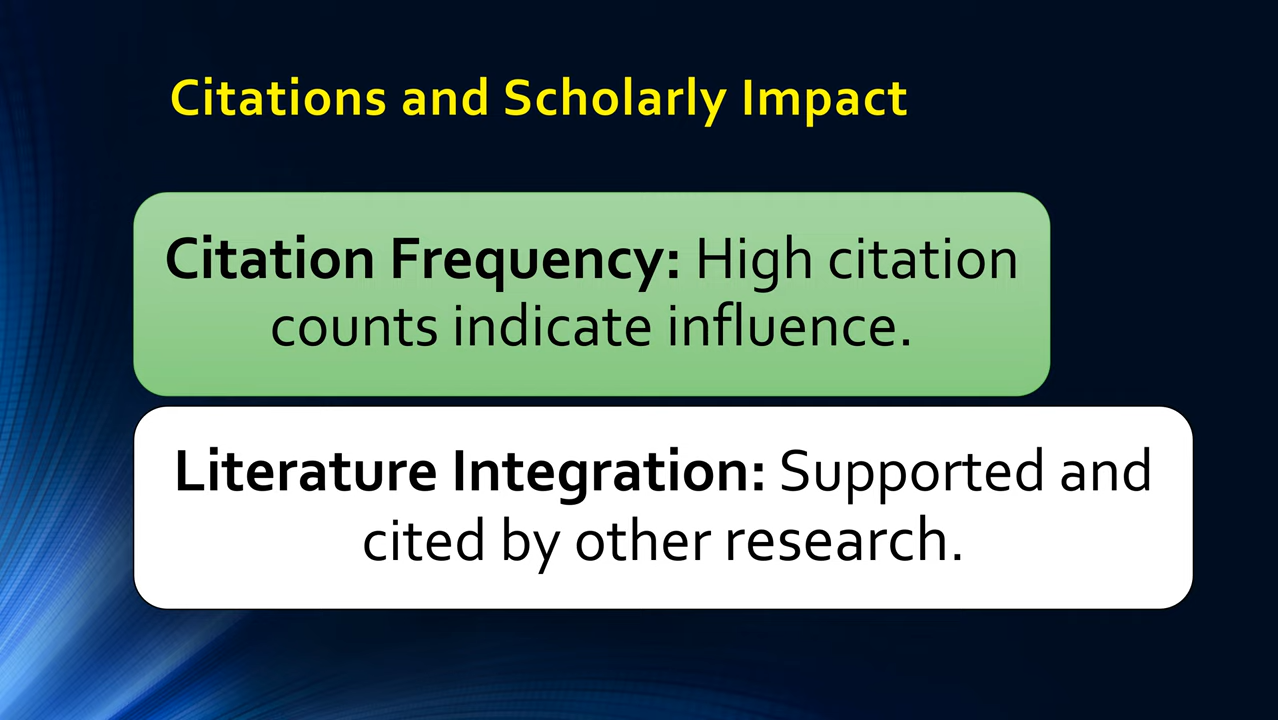 Citations and Scholarly Impact
Citation Frequency: High citation
counts indicate influence.
Literature Integration: Supported and
cited by other research.